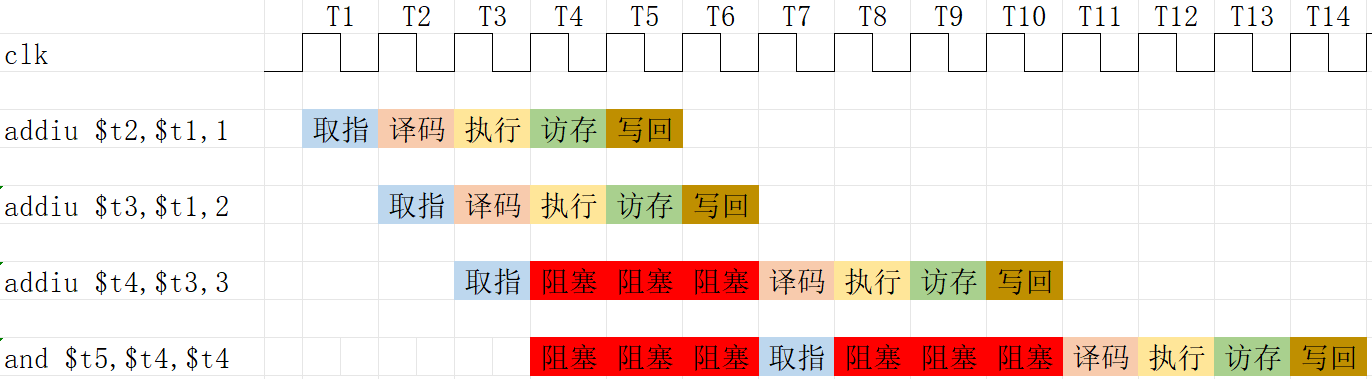 T1 T2 T3 T4 T5 T6 T7 T8 T9 T10 T11 T12 T13 T14
clk
addiu $t2,$t1,1 取指 译码 执行 访存 写回
addiu $t3,$t1,2 取指 译码 执行 访存 写回
addiu $t4,$t3,3 取指 阻塞 阻塞 阻塞 译码 执行 访存 写回
and $t5,$t4,$t4 阻塞 阻塞 阻塞 取指 阻塞 阻塞 阻塞 译码 执行 访存 写回